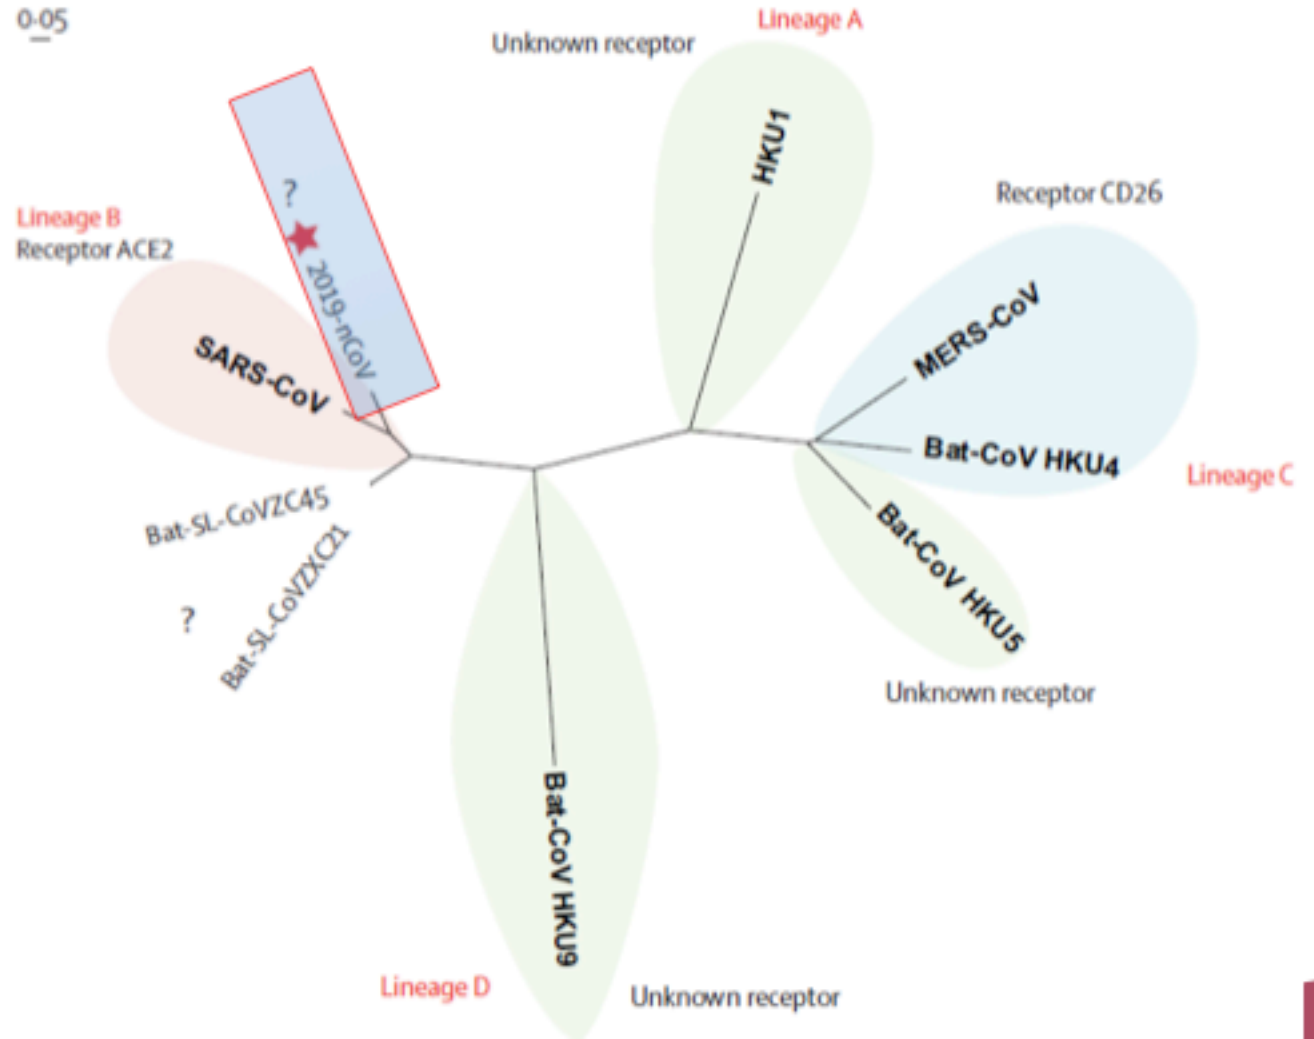 0·05
Unknown receptor
Lineage A
HKU1
Receptor CD26
?
Lineage B
Receptor ACE2
2019-nCoV
SARS-CoV
MERS-CoV
Bat-CoV HKU4
Lineage C
Bat-SL-CoVZC45
Bat-SL-CoVZXC21
?
Bat-CoV HKU5
Unknown receptor
Bat-CoV HKU9
Lineage D
Unknown receptor